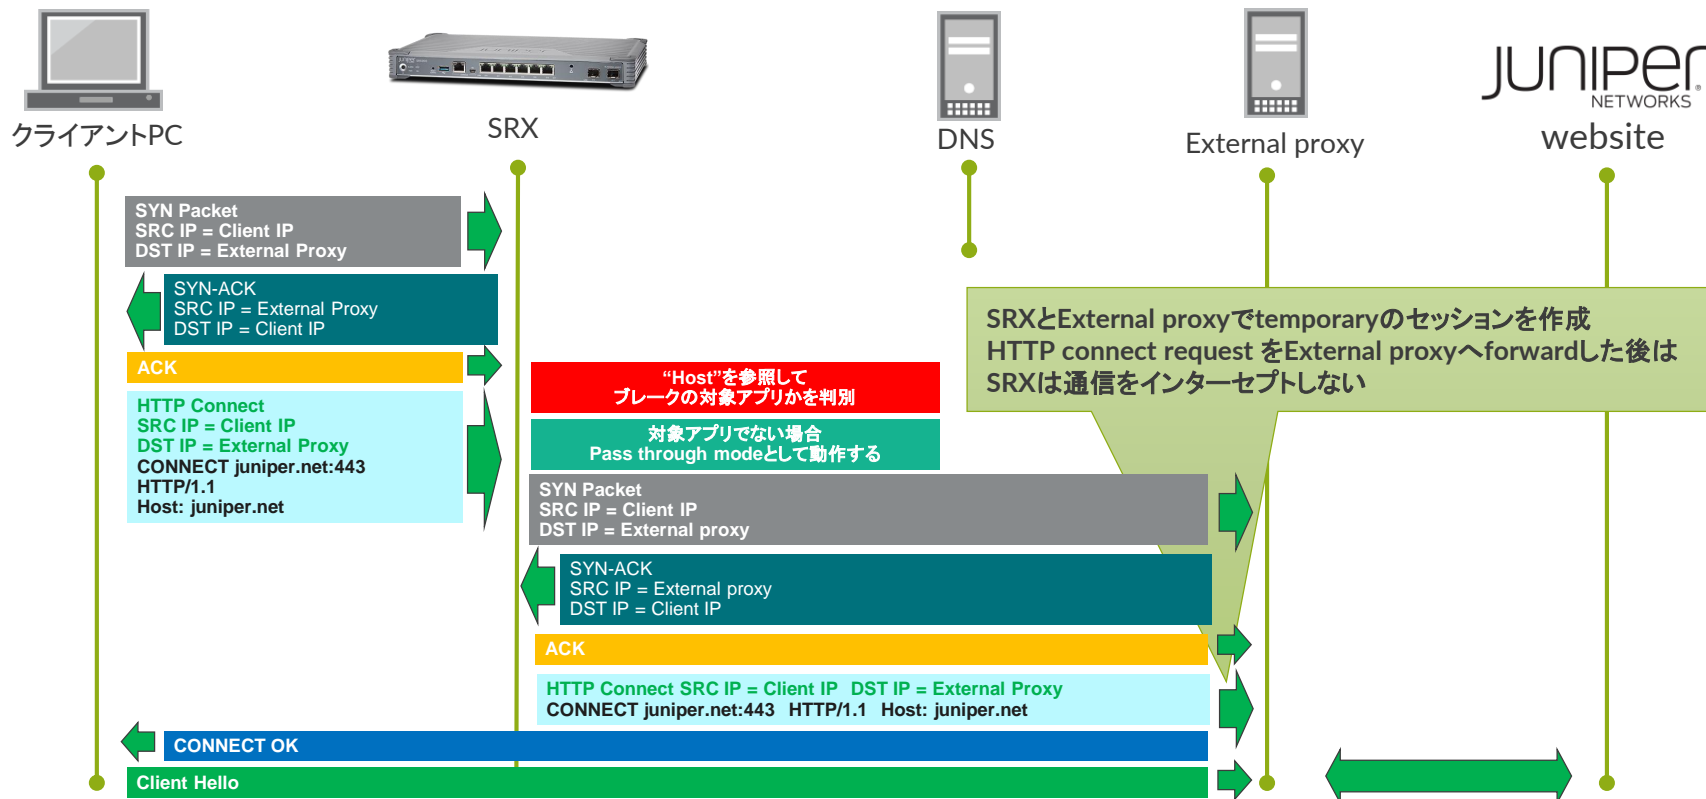 クライアントPC
SRX
DNS
External proxy
JUNIPER
NETWORKS
website
SYN Packet
SRC IP = Client IP
DST IP = External Proxy
SYN-ACK
SRC IP = External Proxy
DST IP = Client IP
ACK
HTTP Connect
SRC IP = Client IP
DST IP = External Proxy
CONNECT juniper.net:443
HTTP/1.1
Host: juniper.net
“Host”を参照して
ブレークの対象アプリかを判別
対象アプリでない場合
Pass through modeとして動作する
SRXとExternal proxyでtemporaryのセッションを作成
HTTP connect request をExternal proxyへforwardした後は
SRXは通信をインターセプトしない
SYN Packet
SRC IP = Client IP
DST IP = External proxy
SYN-ACK
SRC IP = External proxy
DST IP = Client IP
ACK
HTTP Connect SRC IP = Client IP DST IP = External Proxy
CONNECT juniper.net:443 HTTP/1.1 Host: juniper.net
CONNECT OK
Client Hello